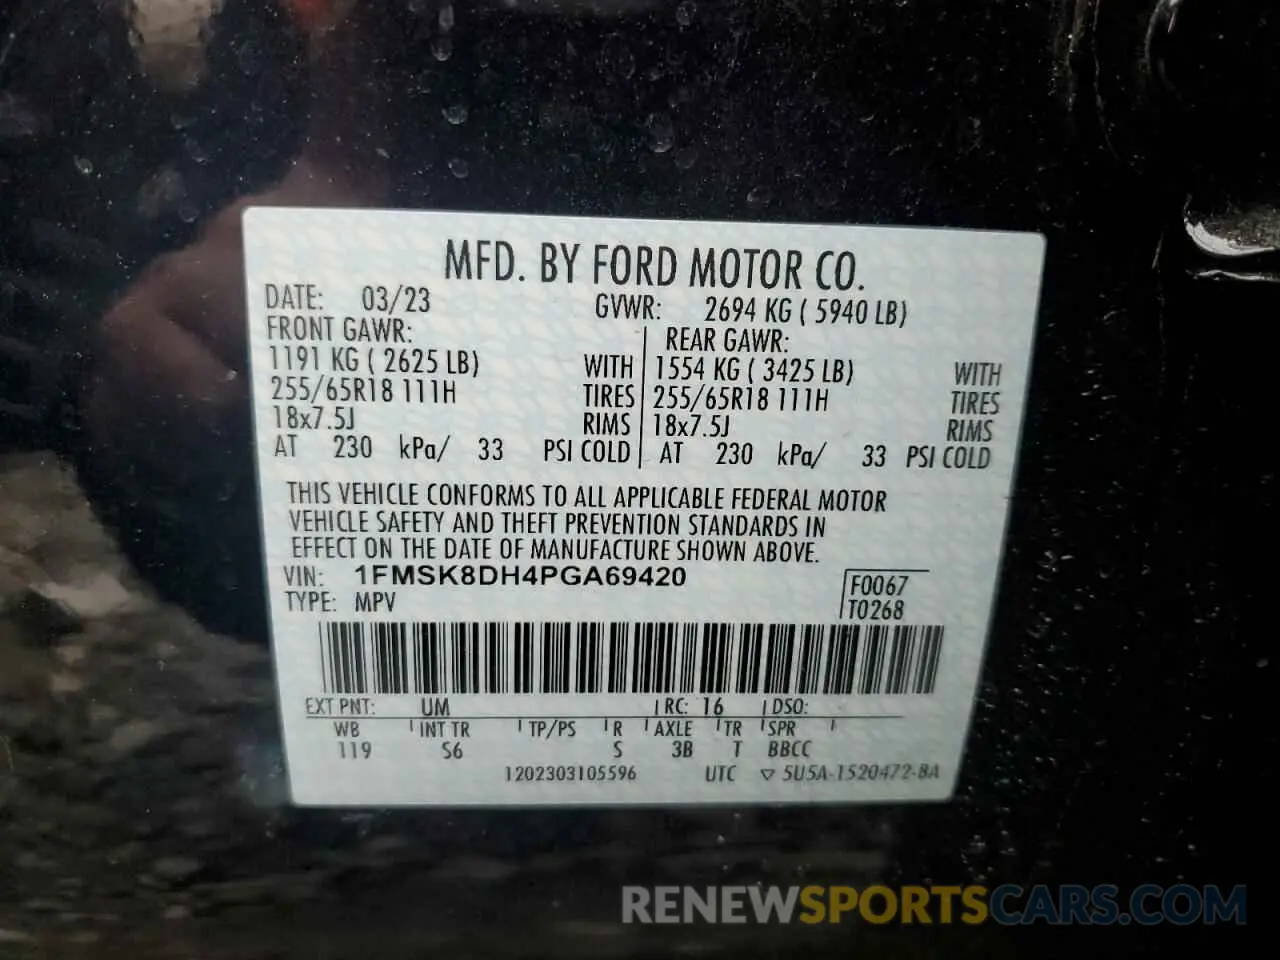 MFD. BY FORD MOTOR CO.
DATE: 03/23 GVWR: 2694 KG ( 5940 LB)
FRONT GAWR: REAR GAWR:
1191 KG ( 2625 LB) WITH 1554 KG ( 3425 LB) WITH
255/65R18 111H TIRES 255/65R18 111H TIRES
18x7.5J RIMS 18x7.5J RIMS
AT 230 kPa/ 33 PSI COLD AT 230 kPa/ 33 PSI COLD
THIS VEHICLE CONFORMS TO ALL APPLICABLE FEDERAL MOTOR
VEHICLE SAFETY AND THEFT PREVENTION STANDARDS IN
EFFECT ON THE DATE OF MANUFACTURE SHOWN ABOVE.
VIN: 1FMSK8DH4PGA69420 F0067
TYPE: MPV T0268
EXT PNT: UM RC: 16 DSO:
WB INT TR TP/PS R AXLE TR SPR
119 S6 S 3B T BBCC
1202303105596 UTC ▽ 5U5A-1520472-BA
RENEWSPORTSCARS.COM